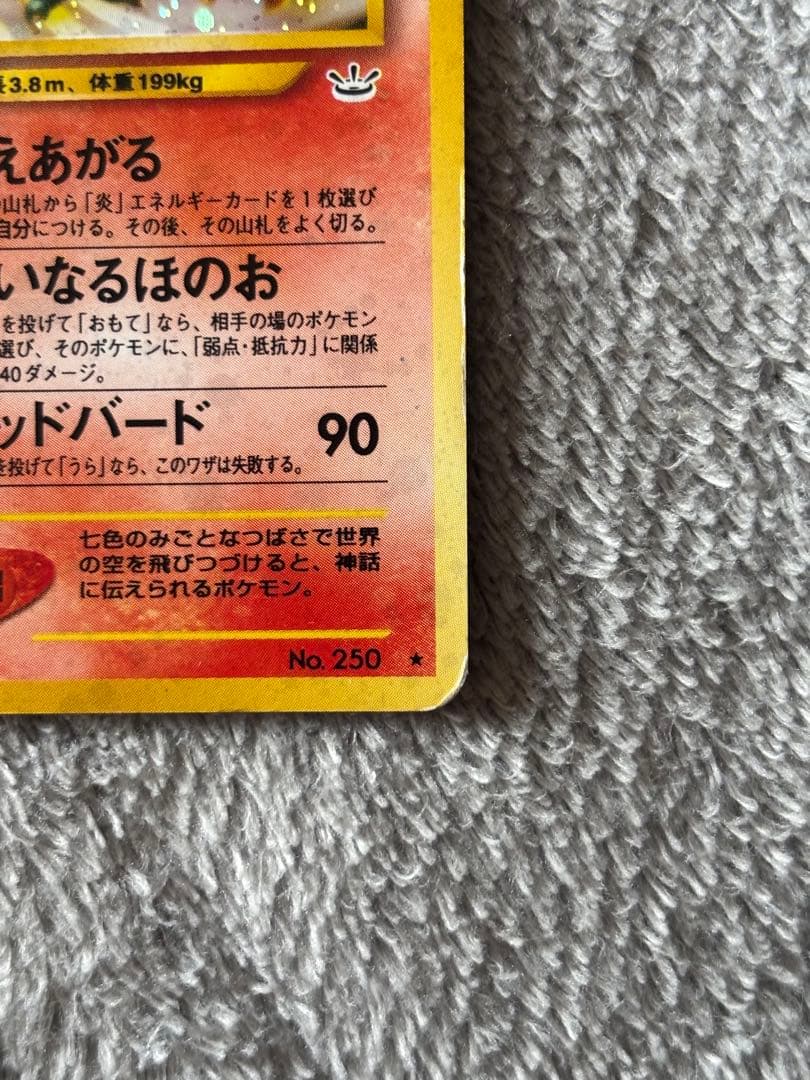 長3.8m、体重199kg
えあがる
山札から「炎」エネルギーカードを1枚選び
自分につける。その後、その山札をよく切る。
いなるほのお
を投げて「おもて」なら、相手の場のポケモン
選び、そのポケモンに、「弱点・抵抗力」に関係
40ダメージ。
ッドバード 90
を投げて「うら」なら、このワザは失敗する。
七色のみごとなつばさで世界
の空を飛びつづけると、神話
に伝えられるポケモン。
No. 250 ★